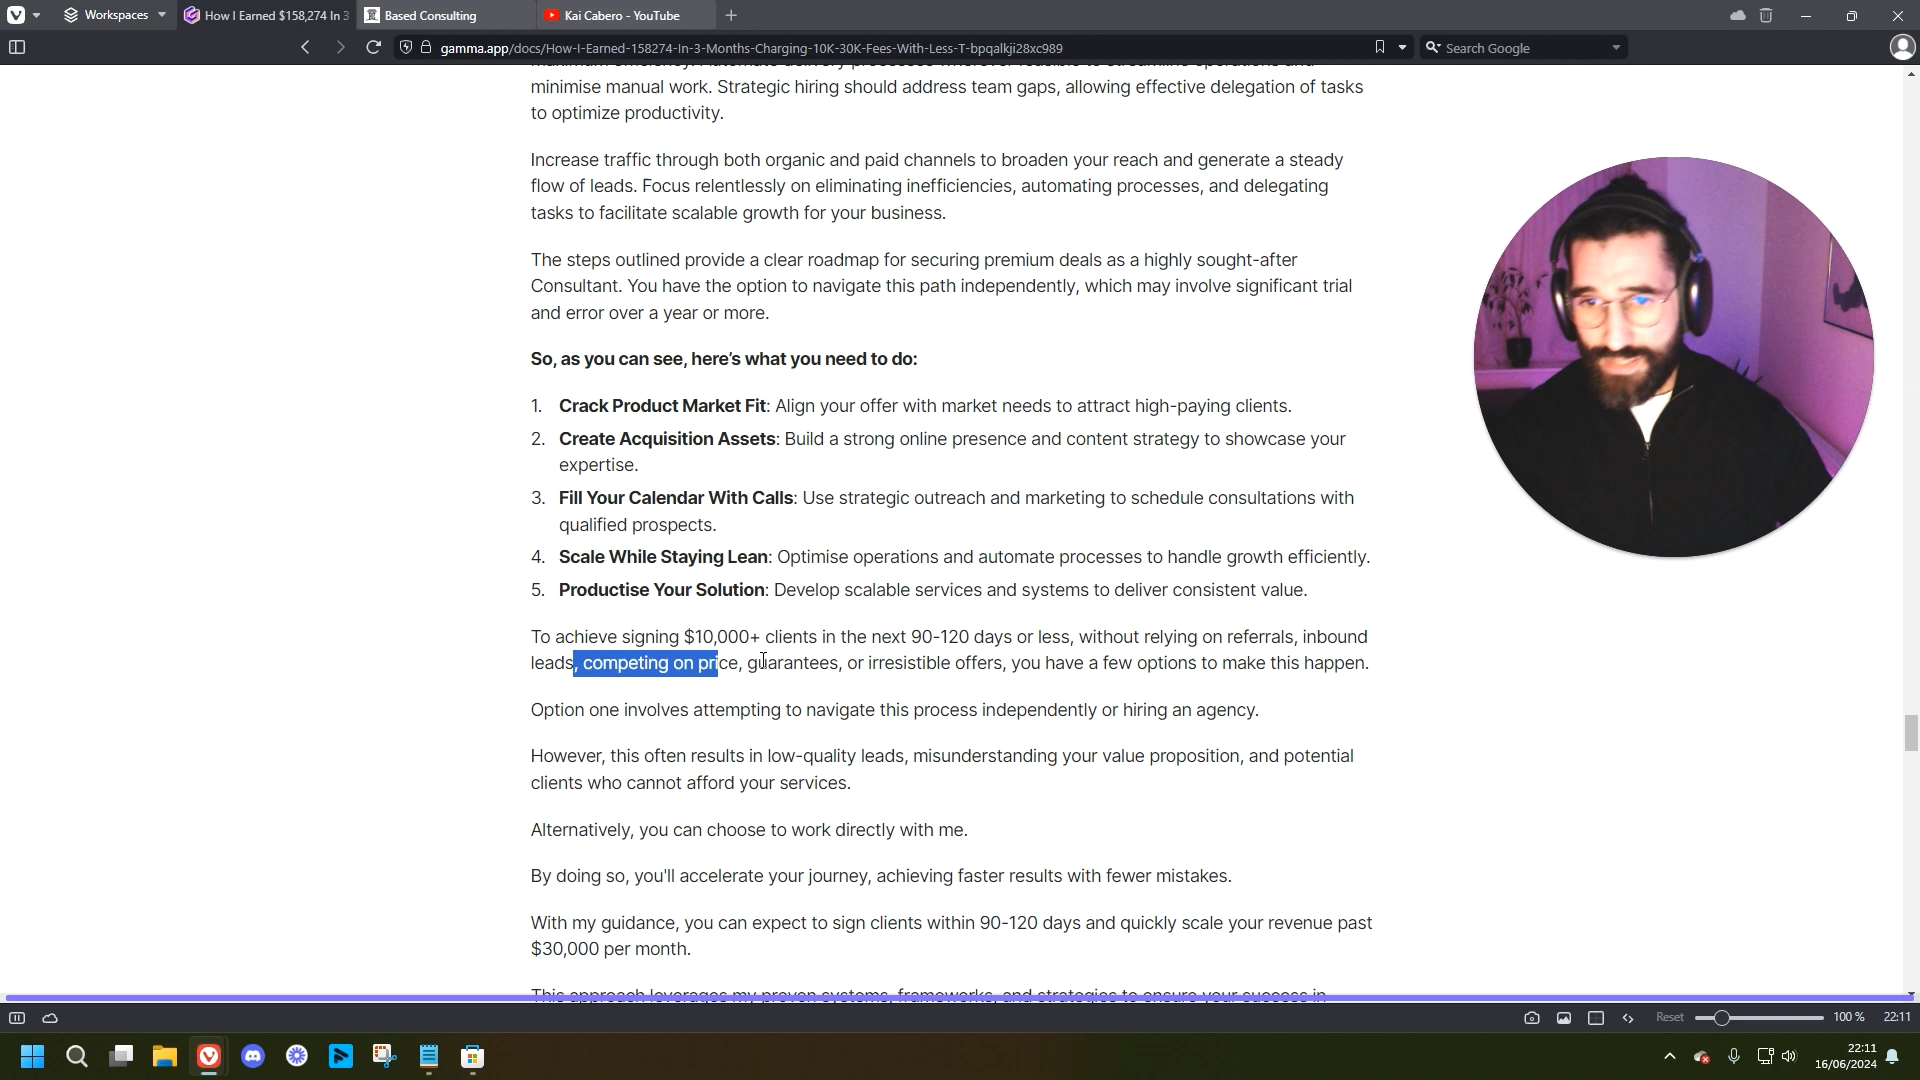 Workspaces
How I Earned $158,274 In 3
Based Consulting
Kai Cabero - YouTube
gamma.app/docs/How-I-Earned-158274-In-3-Months-Charging-10K-30K-Fees-With-Less-T-bpqalkji28xc989
Search Google
minimise manual work. Strategic hiring should address team gaps, allowing effective delegation of tasks
to optimize productivity.
Increase traffic through both organic and paid channels to broaden your reach and generate a steady
flow of leads. Focus relentlessly on eliminating inefficiencies, automating processes, and delegating
tasks to facilitate scalable growth for your business.
The steps outlined provide a clear roadmap for securing premium deals as a highly sought-after
Consultant. You have the option to navigate this path independently, which may involve significant trial
and error over a year or more.
So, as you can see, here's what you need to do:
1. Crack Product Market Fit: Align your offer with market needs to attract high-paying clients.
2. Create Acquisition Assets: Build a strong online presence and content strategy to showcase your
expertise.
3. Fill Your Calendar With Calls: Use strategic outreach and marketing to schedule consultations with
qualified prospects.
4. Scale While Staying Lean: Optimise operations and automate processes to handle growth efficiently.
5. Productise Your Solution: Develop scalable services and systems to deliver consistent value.
To achieve signing $10,000+ clients in the next 90-120 days or less, without relying on referrals, inbound
leads, competing on price, guarantees, or irresistible offers, you have a few options to make this happen.
Option one involves attempting to navigate this process independently or hiring an agency.
However, this often results in low-quality leads, misunderstanding your value proposition, and potential
clients who cannot afford your services.
Alternatively, you can choose to work directly with me.
By doing so, you'll accelerate your journey, achieving faster results with fewer mistakes.
With my guidance, you can expect to sign clients within 90-120 days and quickly scale your revenue past
$30,000 per month.
This approach leverages my proven systems, frameworks, and strategies to ensure your success in
Reset
100 %
22:11
22:11
16/06/2024